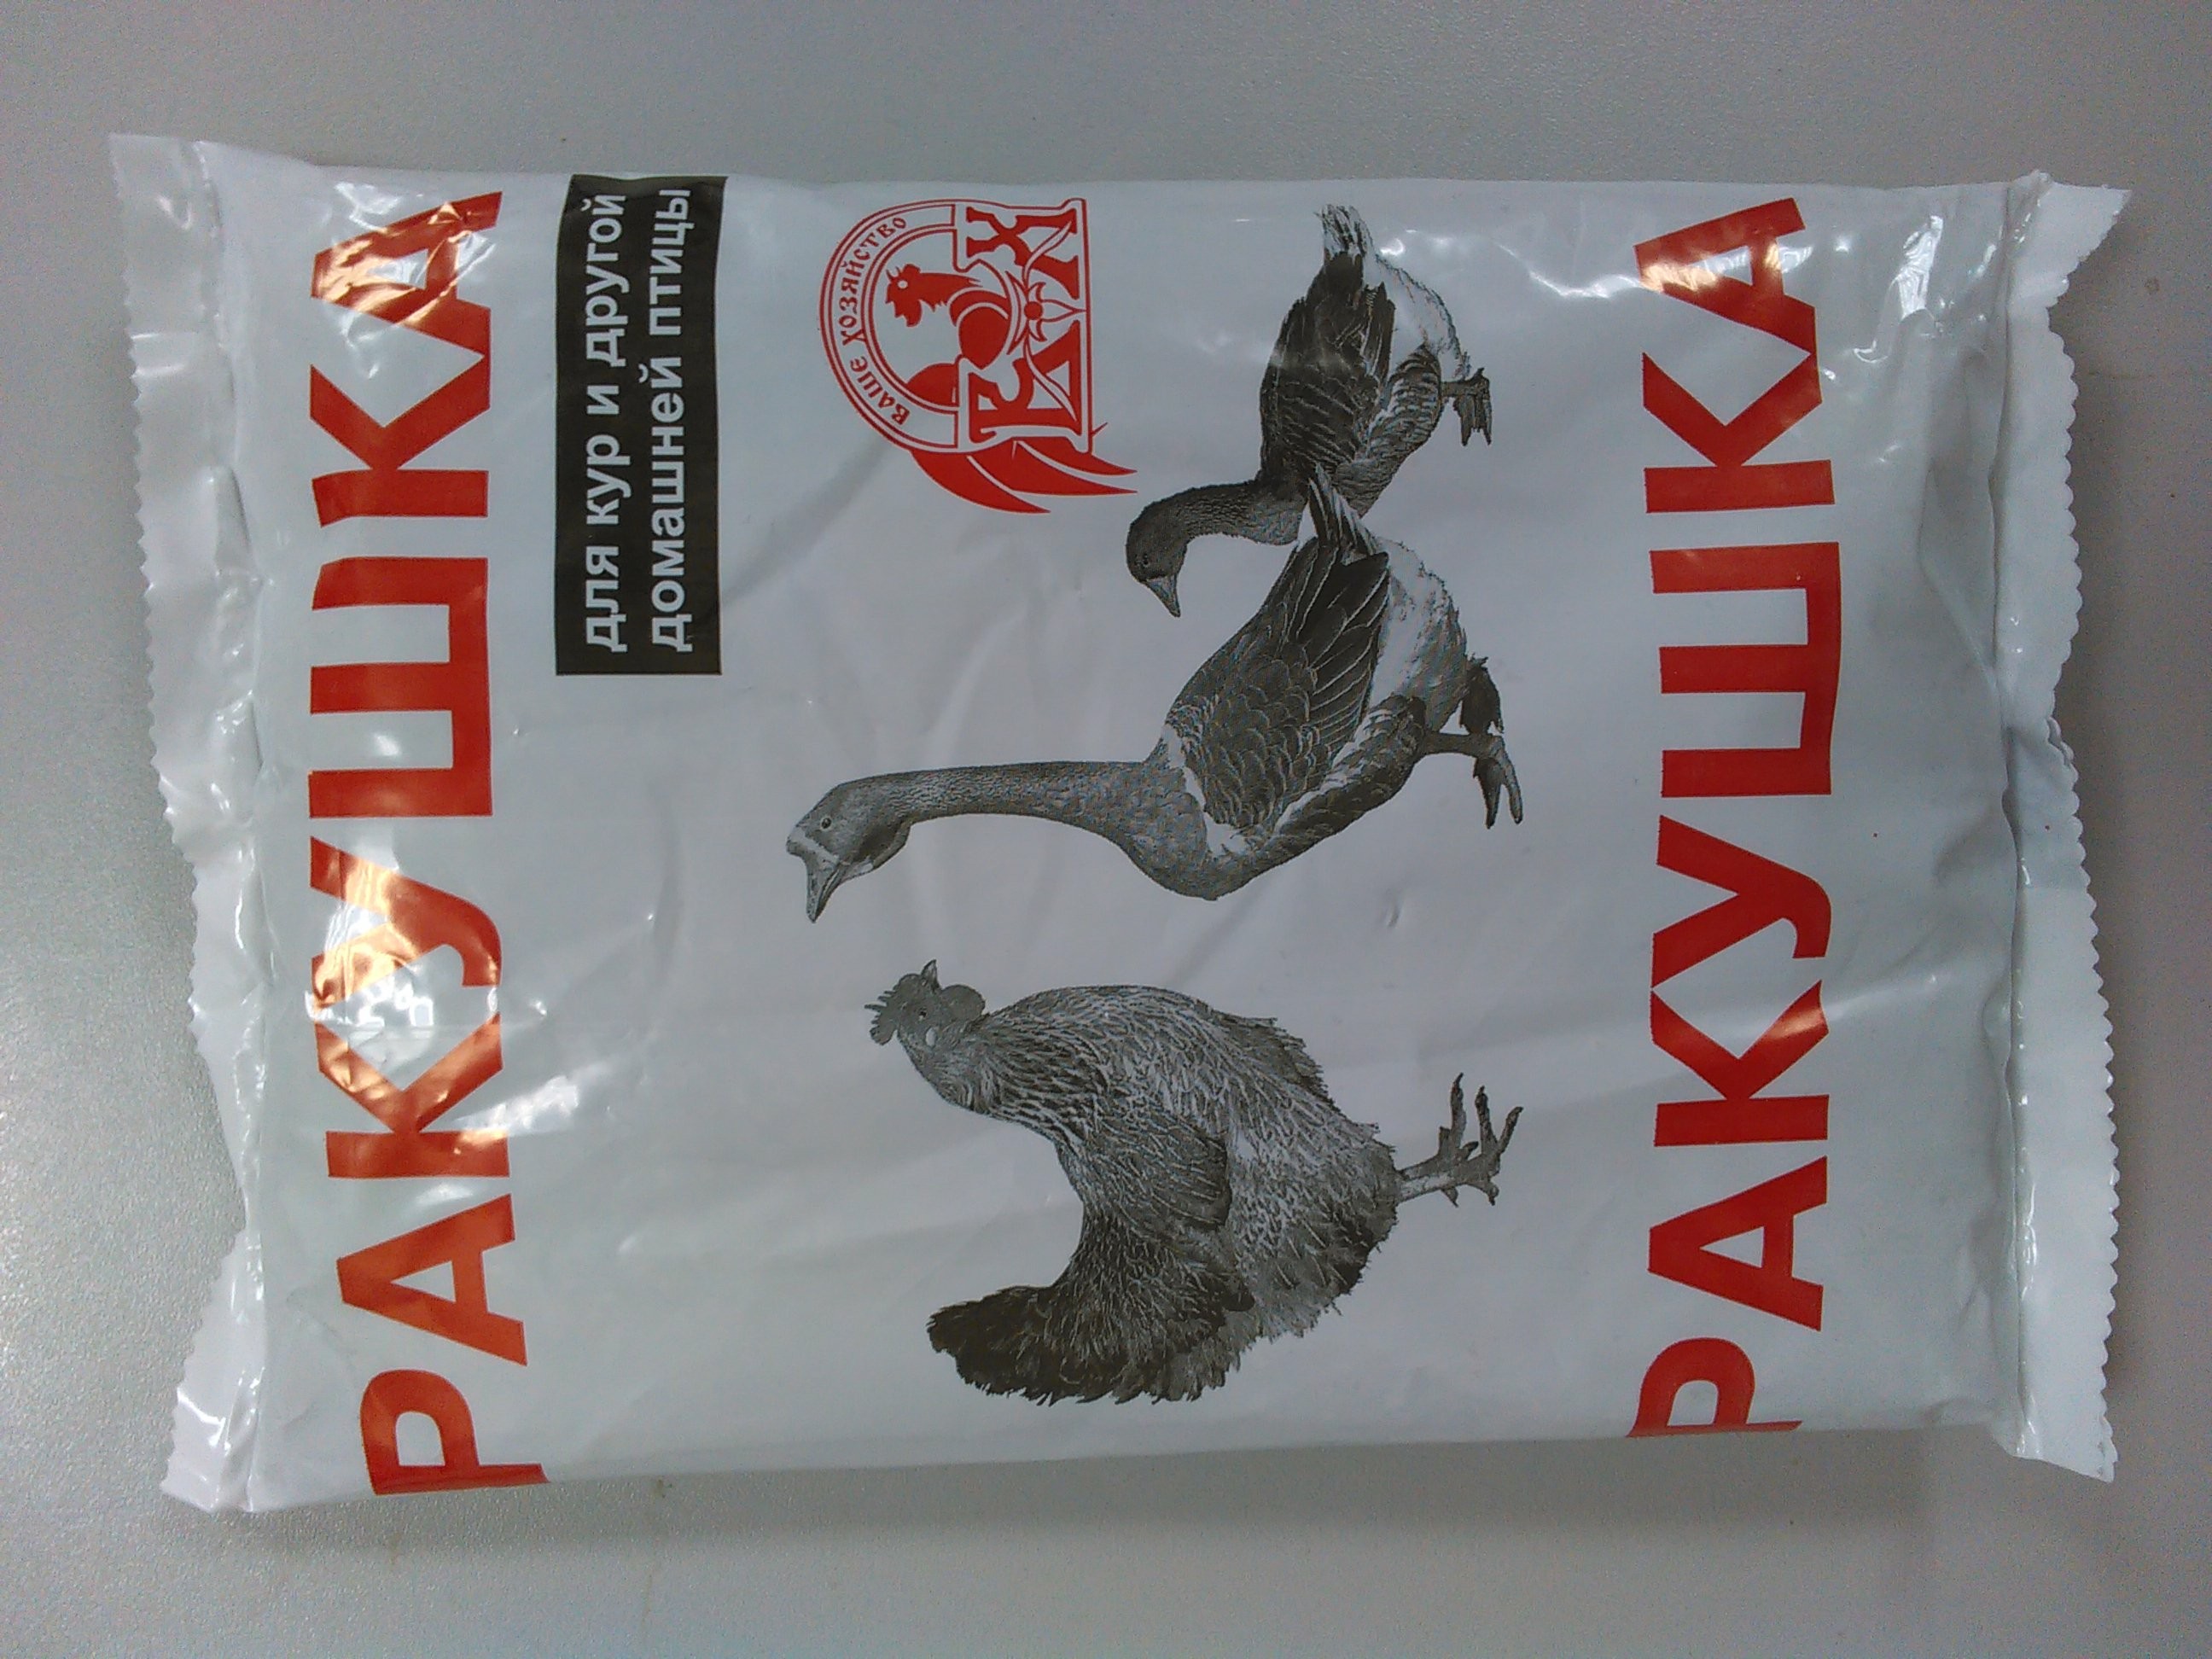 РАКУШКА
для кур и другой
домашней птицы
ВАШЕ ХОЗЯЙСТВО
ВХ
РАКУШКА